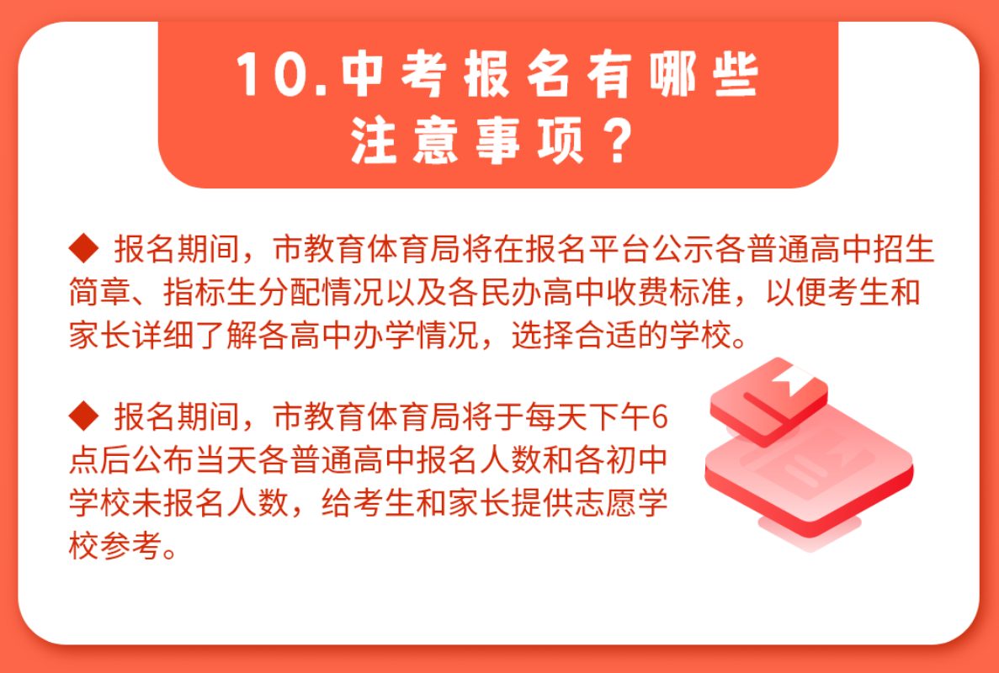 10.中考报名有哪些
注意事项？
◆ 报名期间，市教育体育局将在报名平台公示各普通高中招生
简章、指标生分配情况以及各民办高中收费标准，以便考生和
家长详细了解各高中办学情况，选择合适的学校。
◆ 报名期间，市教育体育局将于每天下午6
点后公布当天各普通高中报名人数和各初中
学校未报名人数，给考生和家长提供志愿学
校参考。